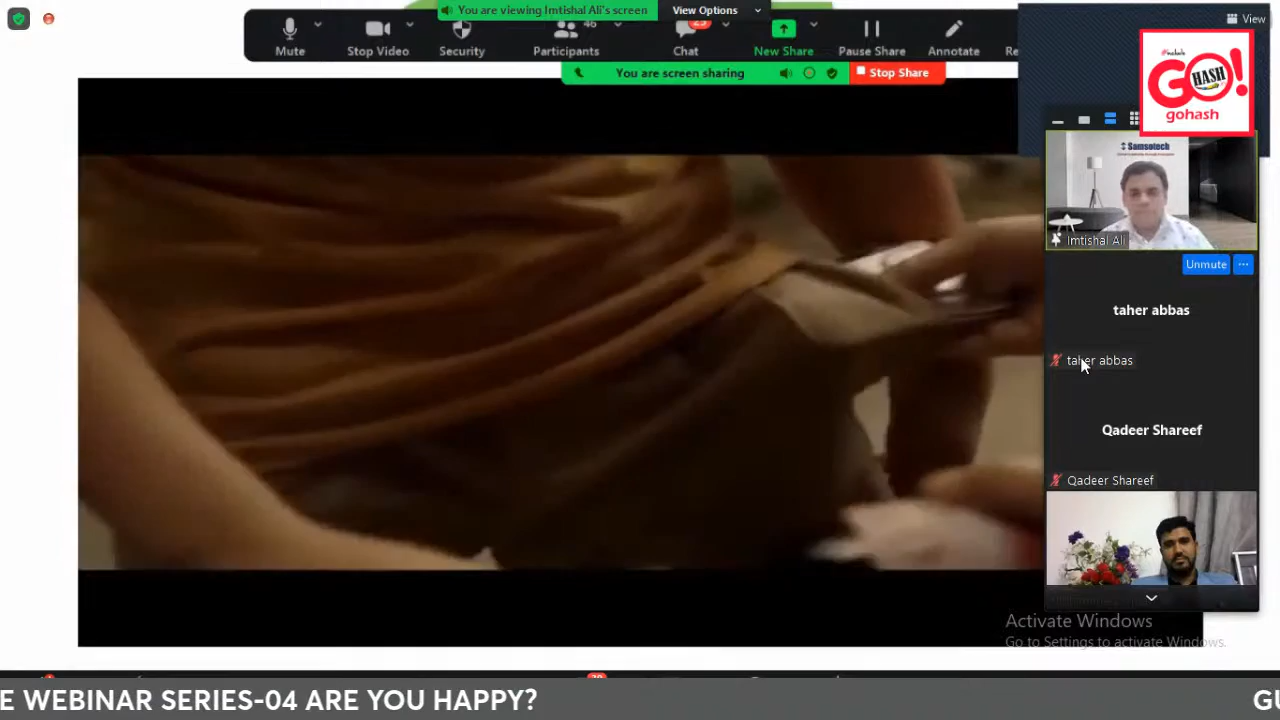 You are viewing Imtishal Ali's screen
View Options
View
46
Mute
Stop Video
Security
Participants
Chat
New Share
Pause Share
Annotate
You are screen sharing
Stop Share
#include
GO!
HASH
gohash
Samsotech
Imtishal Ali
Unmute
taher abbas
taher abbas
Qadeer Shareef
Qadeer Shareef
Activate Windows
Go to Settings to activate Windows.
E WEBINAR SERIES-04 ARE YOU HAPPY?